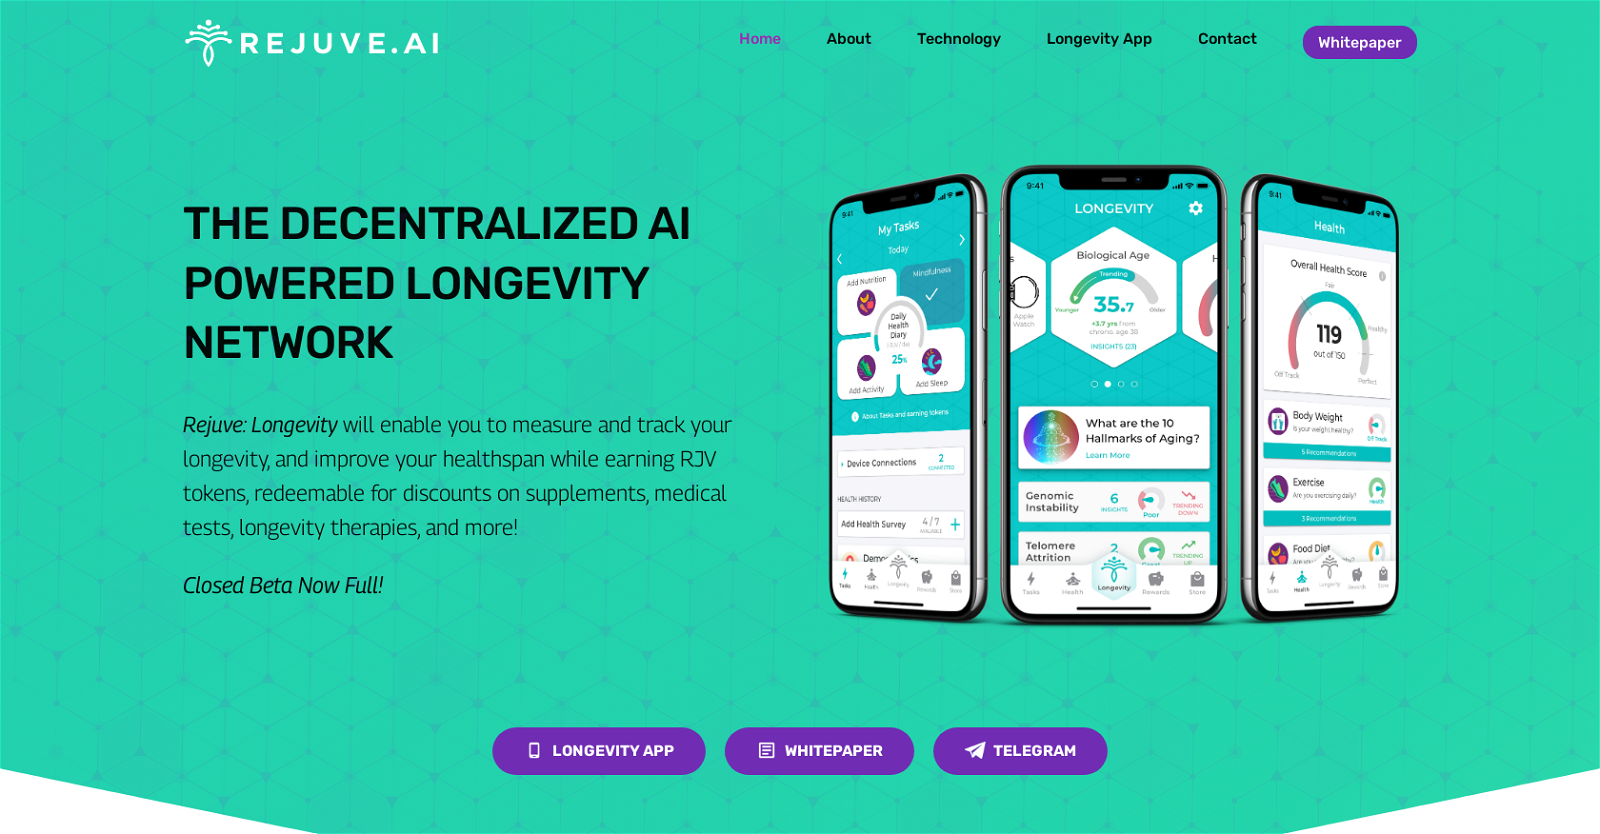 REJUVE.AI
Home
About
Technology
Longevity App
Contact
Whitepaper
THE DECENTRALIZED AI
POWERED LONGEVITY
NETWORK
Rejuve: Longevity will enable you to measure and track your
longevity, and improve your healthspan while earning RJV
tokens, redeemable for discounts on supplements, medical
tests, longevity therapies, and more!
Closed Beta Now Full!
9:41
My Tasks
Today
Add Nutrition
Mindfulness
Daily
Health
Diary
25%
Add Activity
Add Sleep
About Tasks and earning tokens
Device Connections
2
CONNECTED
HEALTH HISTORY
Add Health Survey
4 / 7
AVAILABLE
Tasks
Health
Longevity
Rewards
Store
9:41
LONGEVITY
Biological Age
Trending
35.7
Younger
Older
+3.7 yrs from
chrono. age 38
INSIGHTS (23)
s
Apple
Watch
H
What are the 10
Hallmarks of Aging?
Learn More
Genomic
Instability
6
INSIGHTS
Poor
TRENDING
DOWN
Telomere
Attrition
2
Great
TRENDING
UP
Tasks
Health
Longevity
Rewards
Store
9:41
Health
Overall Health Score
Fair
119
out of 150
Healthy
Off Track
Perfect
Body Weight
Is your weight healthy?
Off Track
5 Recommendations
Exercise
Are you exercising daily?
Health
3 Recommendations
Food Diet
Tasks
Health
Longevity
Rewards
Store
LONGEVITY APP
WHITEPAPER
TELEGRAM